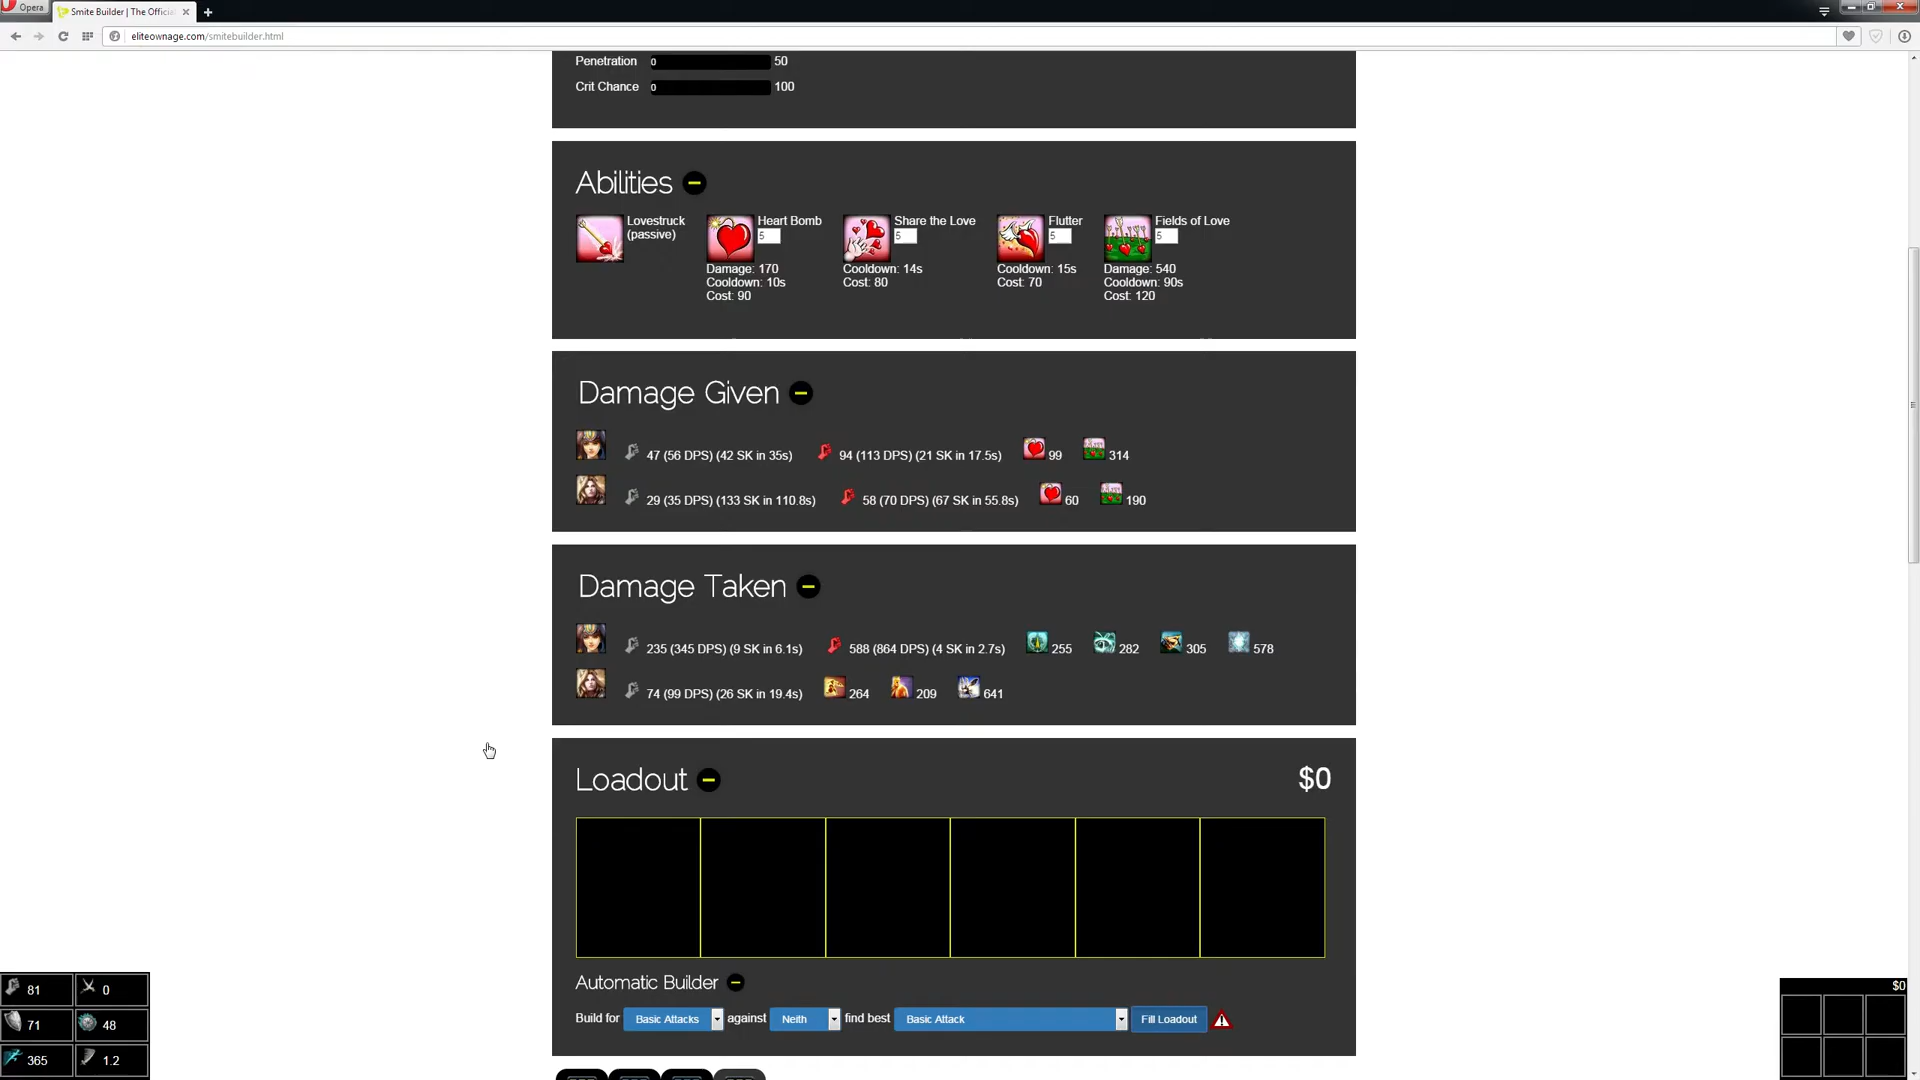 Opera
Smite Builder | The Officia
eliteownage.com/smitebuilder.html
Penetration 0 50
Crit Chance 0 100
Abilities
Lovestruck (passive)
Heart Bomb
5
Damage: 170
Cooldown: 10s
Cost: 90
Share the Love
5
Cooldown: 14s
Cost: 80
Flutter
5
Cooldown: 15s
Cost: 70
Fields of Love
5
Damage: 540
Cooldown: 90s
Cost: 120
Damage Given
47 (56 DPS) (42 SK in 35s) 94 (113 DPS) (21 SK in 17.5s) 99 314
29 (35 DPS) (133 SK in 110.8s) 58 (70 DPS) (67 SK in 55.8s) 60 190
Damage Taken
235 (345 DPS) (9 SK in 6.1s) 588 (864 DPS) (4 SK in 2.7s) 255 282 305 578
74 (99 DPS) (26 SK in 19.4s) 264 209 641
Loadout $0
Automatic Builder
Build for Basic Attacks against Neith find best Basic Attack Fill Loadout
81 0
71 48
365 1.2
$0